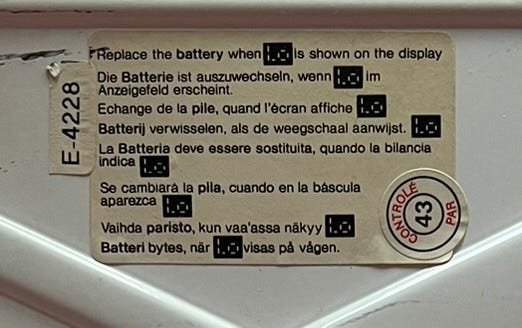 Replace the battery when Lo is shown on the display
Die Batterie ist auszuwechseln, wenn Lo im
Anzeigefeld erscheint.
Echange de la pile, quand l'écran affiche Lo
Batterij verwisselen, als de weegschaal aanwijst. Lo
La Batteria deve essere sostituita, quando la bilancia
indica Lo
Se cambiarà la pila, cuando en la báscula
aparezca Lo
Vaihda paristo, kun vaa'assa näkyy Lo
Batteri bytes, när Lo visas på vågen.
E-4228
CONTROLÉ
43
PAR